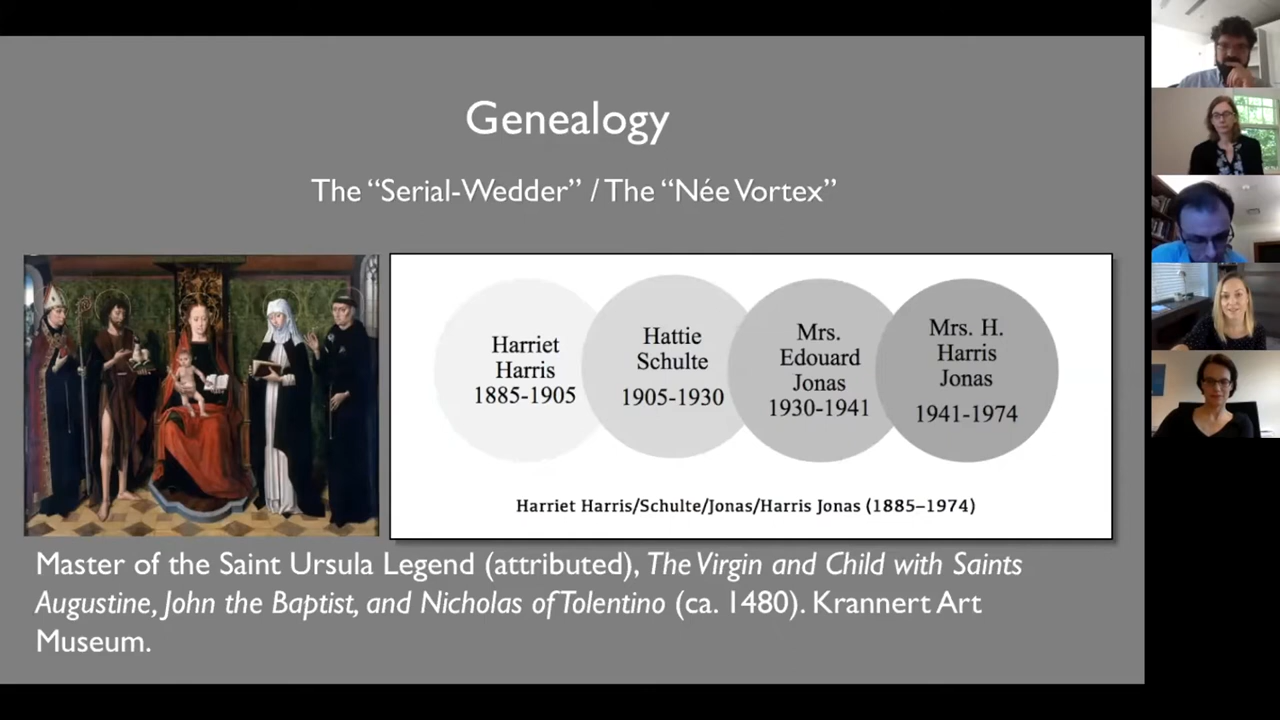 Genealogy
The “Serial-Wedder” / The “Née Vortex”
Harriet
Harris
1885-1905
Hattie
Schulte
1905-1930
Mrs.
Edouard
Jonas
1930-1941
Mrs. H.
Harris
Jonas
1941-1974
Harriet Harris/Schulte/Jonas/Harris Jonas (1885–1974)
Master of the Saint Ursula Legend (attributed), The Virgin and Child with Saints
Augustine, John the Baptist, and Nicholas of Tolentino (ca. 1480). Krannert Art
Museum.